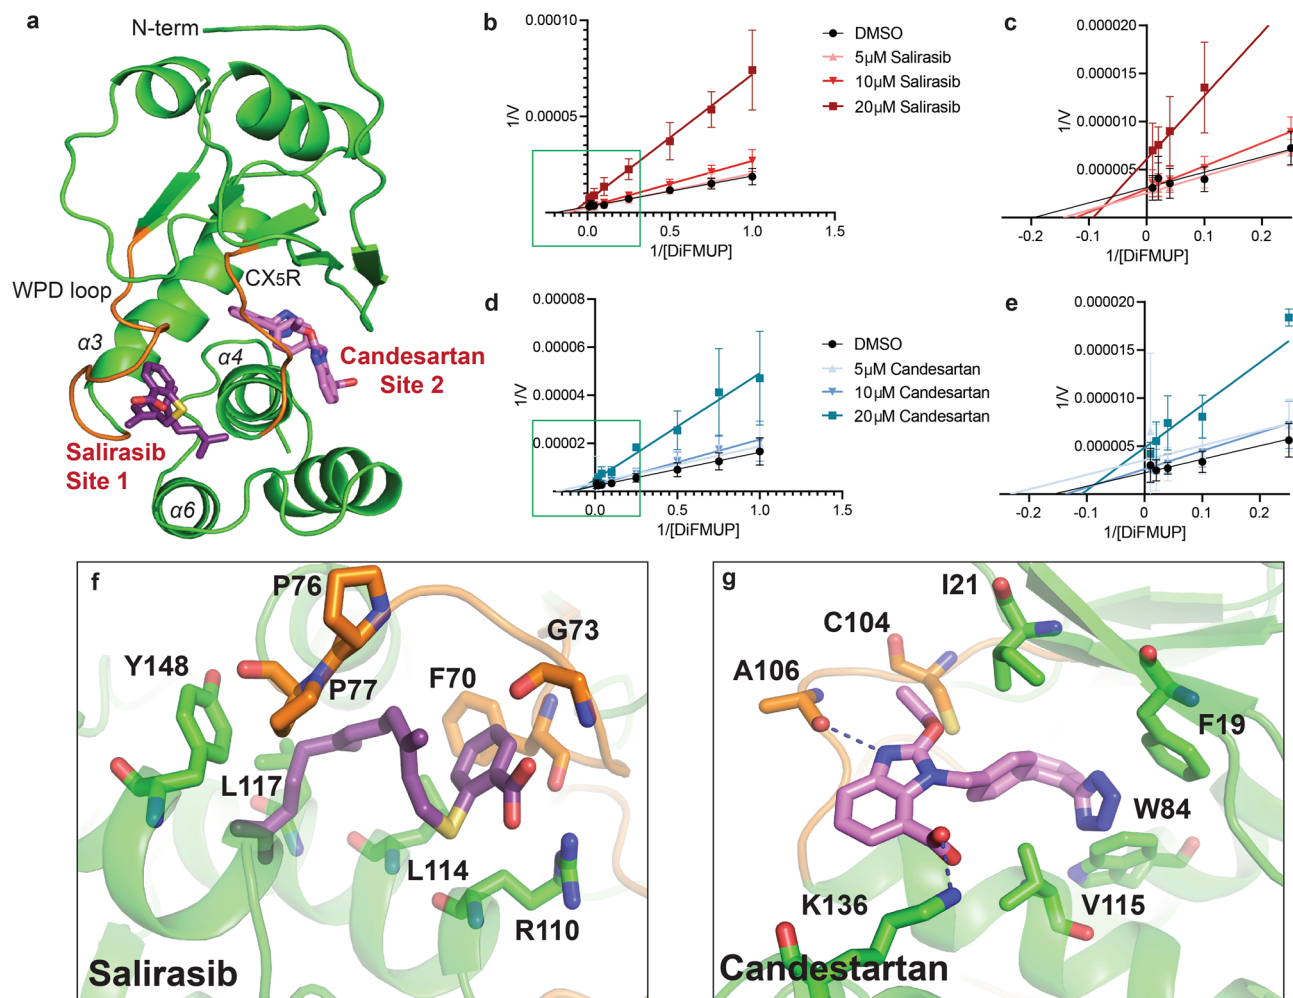 a
N-term
WPD loop
CX5R
α3
α4
Candesartan
Site 2
Salirasib
Site 1
α6
b
0.00010
0.00005
1/V
0.0
0.5
1.0
1.5
1/[DiFMUP]
DMSO
5µM Salirasib
10µM Salirasib
20µM Salirasib
c
0.000020
0.000015
0.000010
0.000005
1/V
-0.2
-0.1
0
0.1
0.2
1/[DiFMUP]
d
0.00008
0.00006
0.00004
0.00002
1/V
0.0
0.5
1.0
1.5
1/[DiFMUP]
DMSO
5µM Candesartan
10µM Candesartan
20µM Candesartan
e
0.000020
0.000015
0.000010
0.000005
1/V
-0.2
-0.1
0
0.1
0.2
1/[DiFMUP]
f
P76
G73
Y148
P77
F70
L117
L114
R110
Salirasib
g
I21
C104
A106
F19
W84
K136
V115
Candestartan